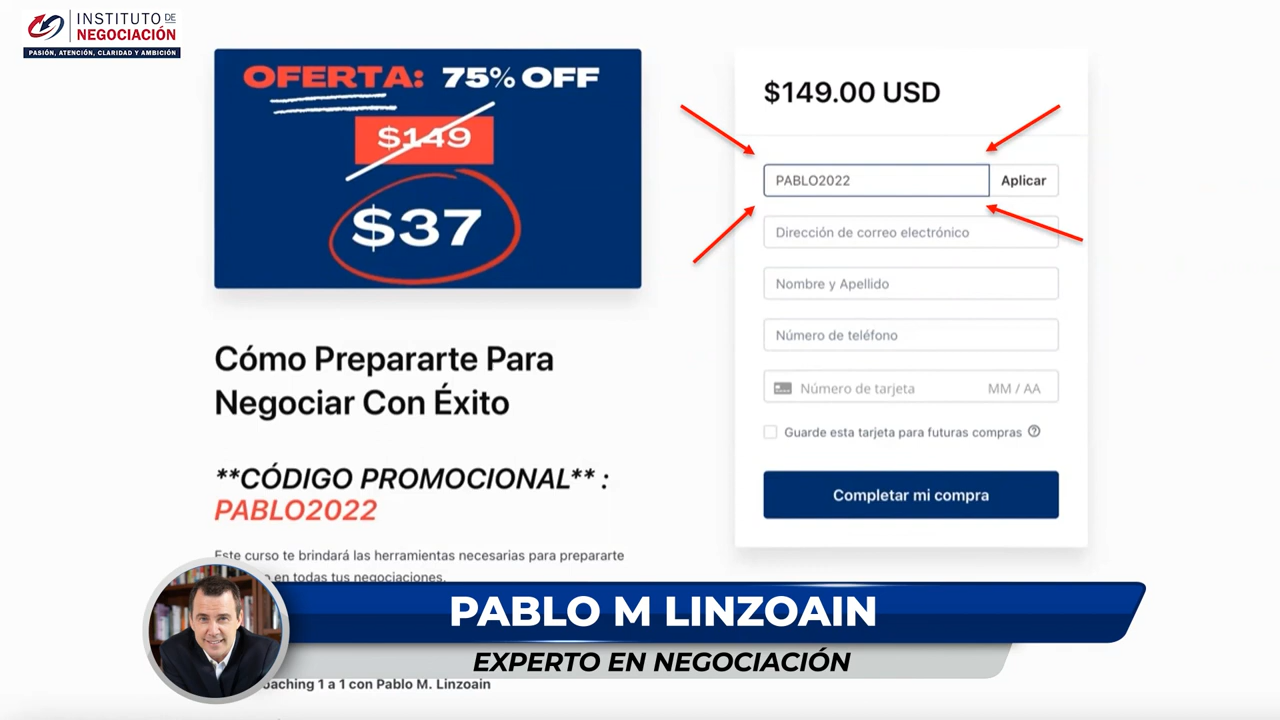 INSTITUTO DE
NEGOCIACIÓN
PASIÓN, ATENCIÓN, CLARIDAD Y AMBICIÓN
OFERTA: 75% OFF
$149
$37
Cómo Prepararte Para
Negociar Con Éxito
**CÓDIGO PROMOCIONAL** :
PABLO2022
Este curso te brindará las herramientas necesarias para prepararte
en todas tus negociaciones.
$149.00 USD
PABLO2022 Aplicar
Dirección de correo electrónico
Nombre y Apellido
Número de teléfono
Número de tarjeta MM / AA
Guarde esta tarjeta para futuras compras
Completar mi compra
PABLO M LINZOAIN
EXPERTO EN NEGOCIACIÓN
1 a 1 con Pablo M. Linzoain